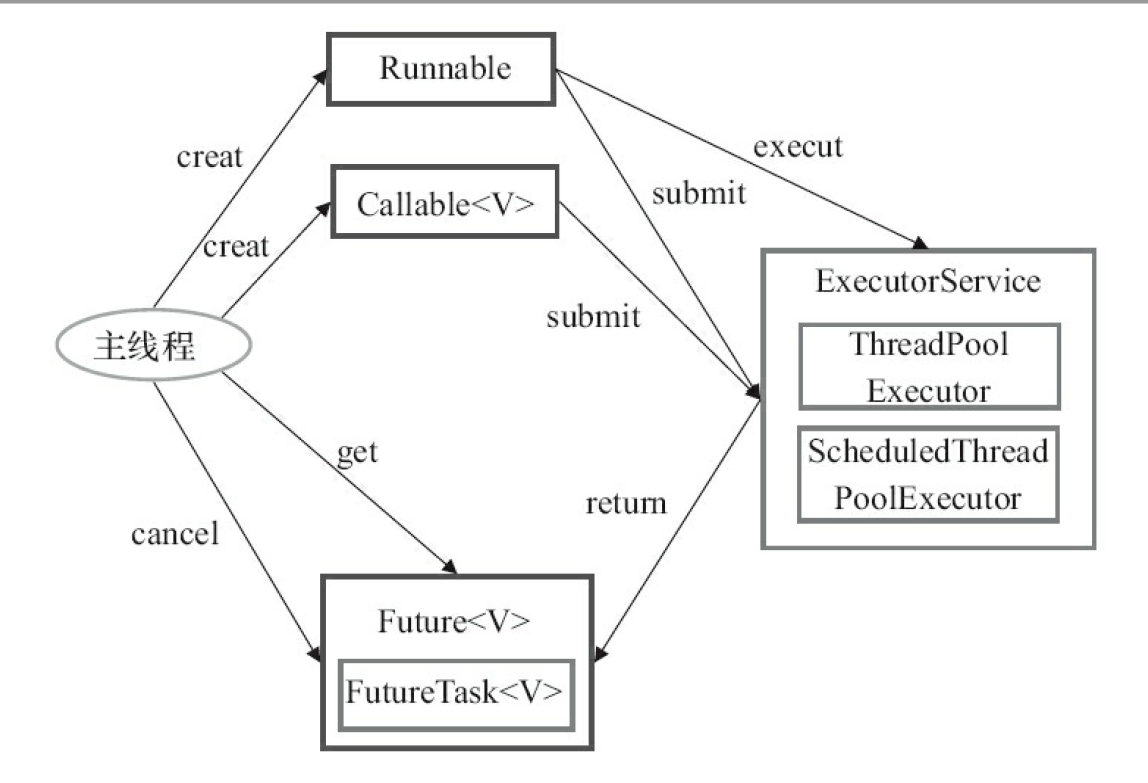 Runnable
creat
execut
submit
Callable<V>
creat
ExecutorService
submit
主线程
ThreadPool
Executor
get
ScheduledThread
PoolExecutor
return
cancel
Future<V>
FutureTask<V>